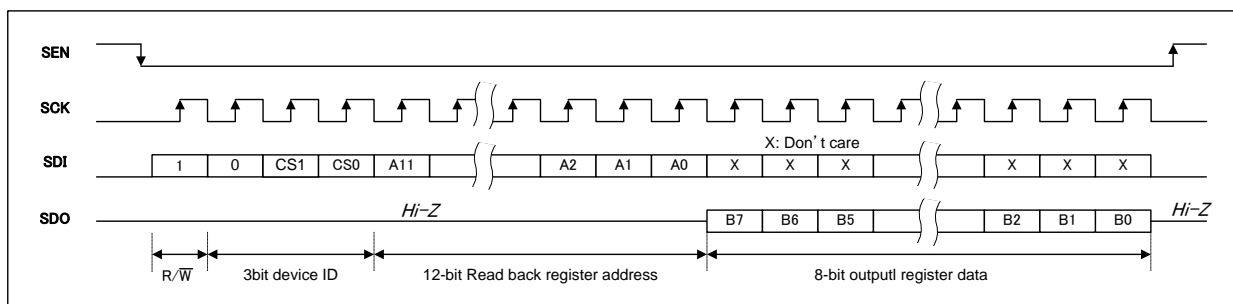 SEN
SCK
X: Don't care
SDI 1 0 CS1 CS0 A11 A2 A1 A0 X X X X X X
Hi-Z Hi-Z
SDO B7 B6 B5 B2 B1 B0
R/W̅ 3bit device ID 12-bit Read back register address 8-bit outputl register data